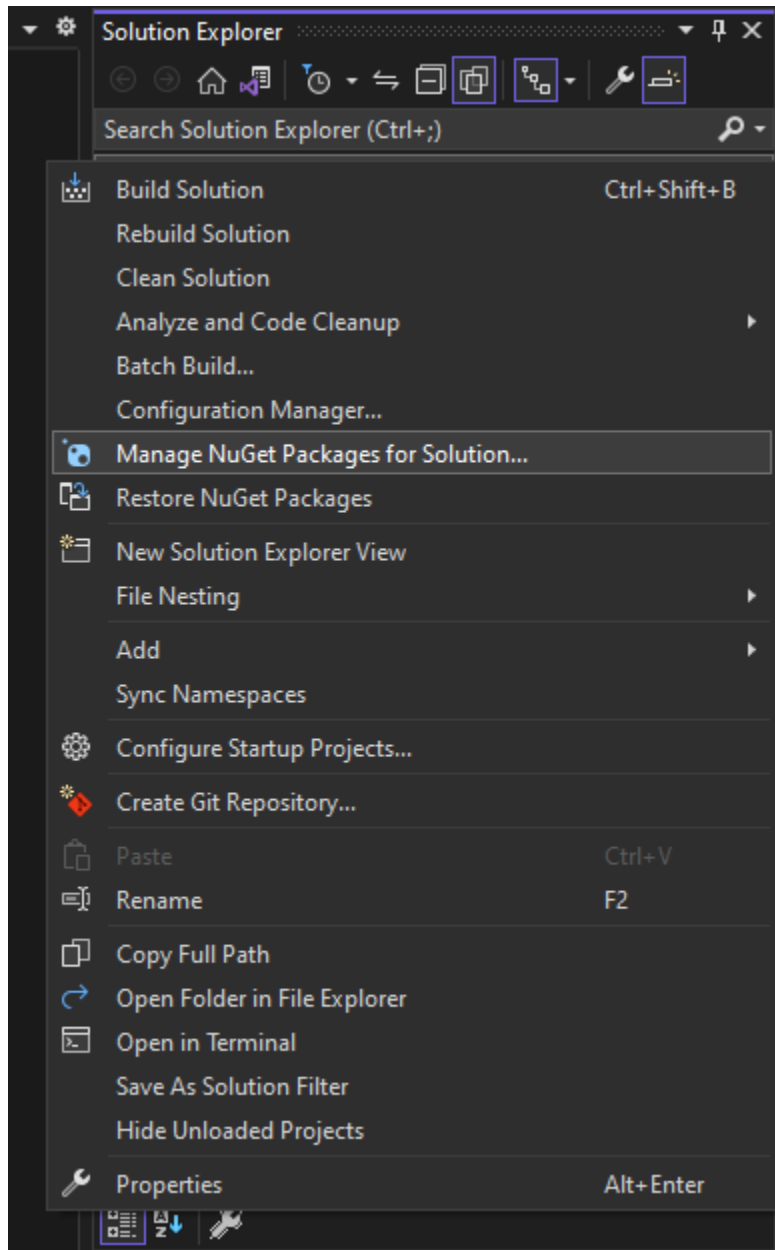 Solution Explorer
Search Solution Explorer (Ctrl+;)
Build Solution Ctrl+Shift+B
Rebuild Solution
Clean Solution
Analyze and Code Cleanup
Batch Build...
Configuration Manager...
Manage NuGet Packages for Solution...
Restore NuGet Packages
New Solution Explorer View
File Nesting
Add
Sync Namespaces
Configure Startup Projects...
Create Git Repository...
Paste Ctrl+V
Rename F2
Copy Full Path
Open Folder in File Explorer
Open in Terminal
Save As Solution Filter
Hide Unloaded Projects
Properties Alt+Enter